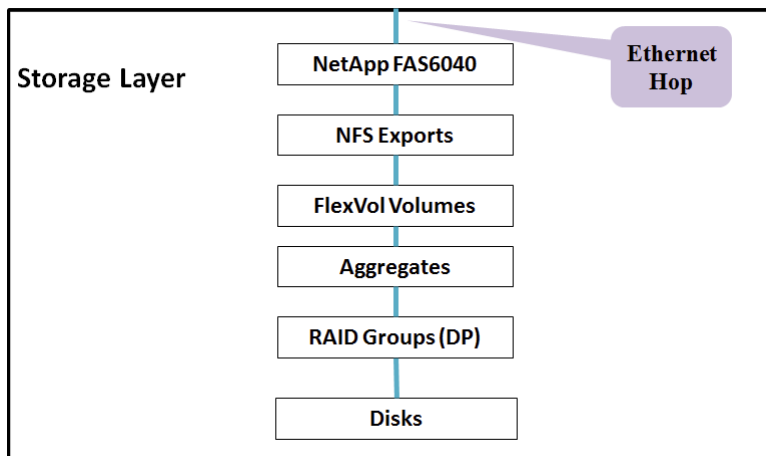 Storage Layer
NetApp FAS6040
Ethernet
Hop
NFS Exports
FlexVol Volumes
Aggregates
RAID Groups (DP)
Disks